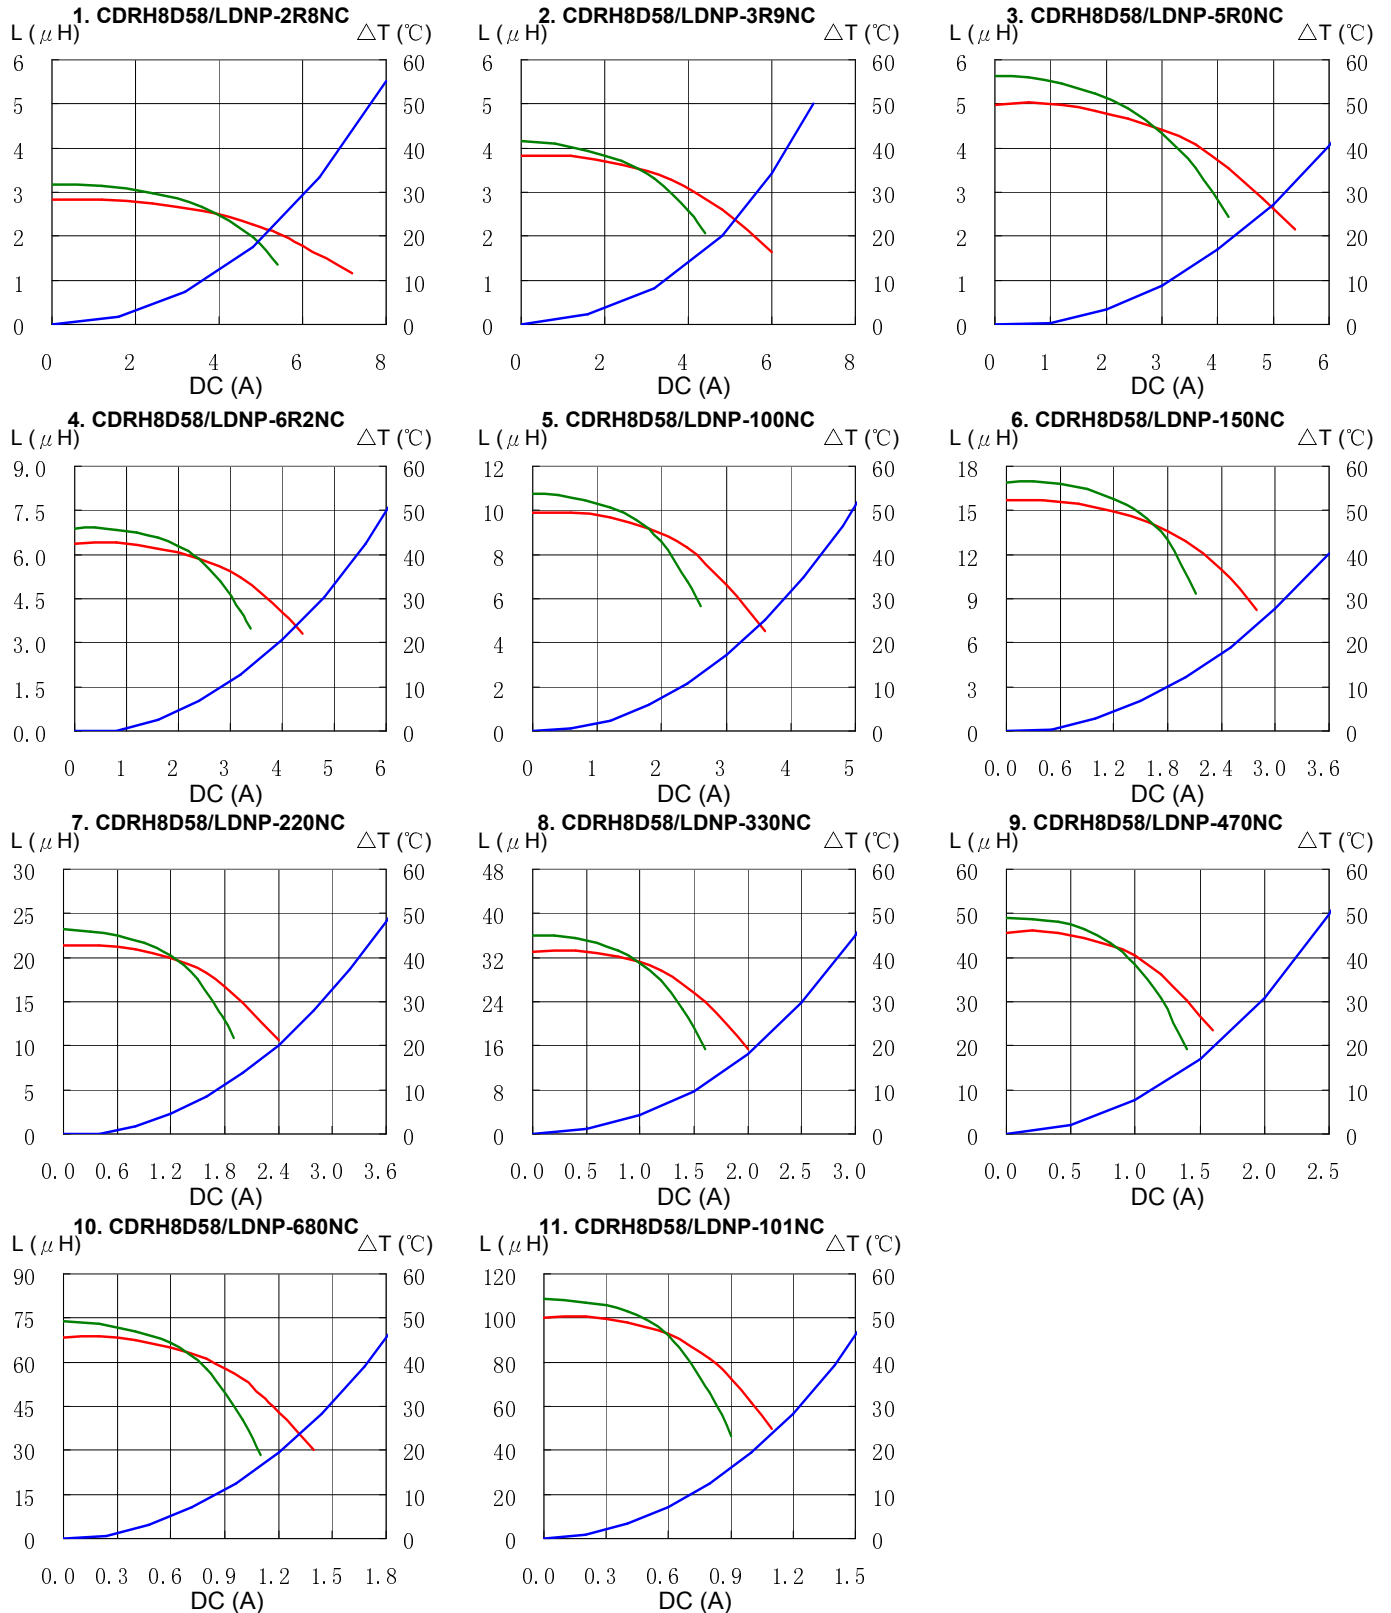 1. CDRH8D58/LDNP-2R8NC
L (μH) △T (℃)
6 60
5 50
4 40
3 30
2 20
1 10
0 0
0 2 4 6 8
DC (A)
2. CDRH8D58/LDNP-3R9NC
L (μH) △T (℃)
6 60
5 50
4 40
3 30
2 20
1 10
0 0
0 2 4 6 8
DC (A)
3. CDRH8D58/LDNP-5R0NC
L (μH) △T (℃)
6 60
5 50
4 40
3 30
2 20
1 10
0 0
0 1 2 3 4 5 6
DC (A)
4. CDRH8D58/LDNP-6R2NC
L (μH) △T (℃)
9.0 60
7.5 50
6.0 40
4.5 30
3.0 20
1.5 10
0.0 0
0 1 2 3 4 5 6
DC (A)
5. CDRH8D58/LDNP-100NC
L (μH) △T (℃)
12 60
10 50
8 40
6 30
4 20
2 10
0 0
0 1 2 3 4 5
DC (A)
6. CDRH8D58/LDNP-150NC
L (μH) △T (℃)
18 60
15 50
12 40
9 30
6 20
3 10
0 0
0.0 0.6 1.2 1.8 2.4 3.0 3.6
DC (A)
7. CDRH8D58/LDNP-220NC
L (μH) △T (℃)
30 60
25 50
20 40
15 30
10 20
5 10
0 0
0.0 0.6 1.2 1.8 2.4 3.0 3.6
DC (A)
8. CDRH8D58/LDNP-330NC
L (μH) △T (℃)
48 60
40 50
32 40
24 30
16 20
8 10
0 0
0.0 0.5 1.0 1.5 2.0 2.5 3.0
DC (A)
9. CDRH8D58/LDNP-470NC
L (μH) △T (℃)
60 60
50 50
40 40
30 30
20 20
10 10
0 0
0.0 0.5 1.0 1.5 2.0 2.5
DC (A)
10. CDRH8D58/LDNP-680NC
L (μH) △T (℃)
90 60
75 50
60 40
45 30
30 20
15 10
0 0
0.0 0.3 0.6 0.9 1.2 1.5 1.8
DC (A)
11. CDRH8D58/LDNP-101NC
L (μH) △T (℃)
120 60
100 50
80 40
60 30
40 20
20 10
0 0
0.0 0.3 0.6 0.9 1.2 1.5
DC (A)